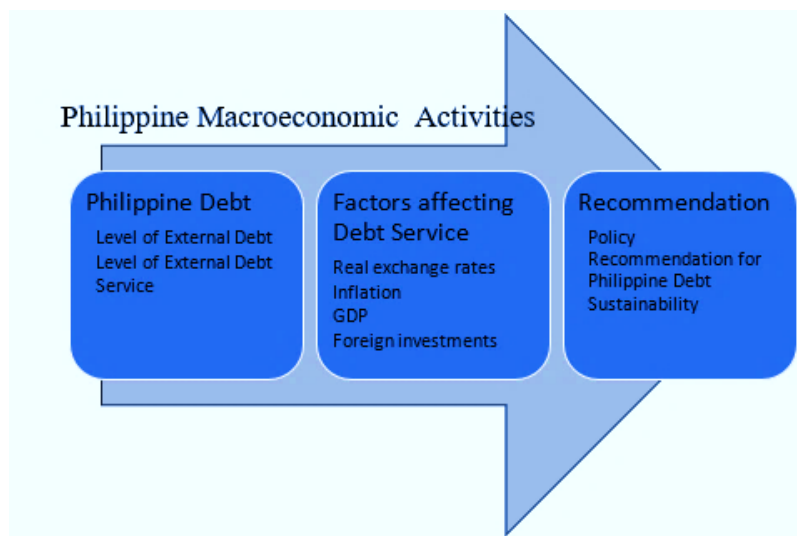 Philippine Macroeconomic Activities
Philippine Debt
Level of External Debt
Level of External Debt
Service
Factors affecting
Debt Service
Real exchange rates
Inflation
GDP
Foreign investments
Recommendation
Policy
Recommendation for
Philippine Debt
Sustainability